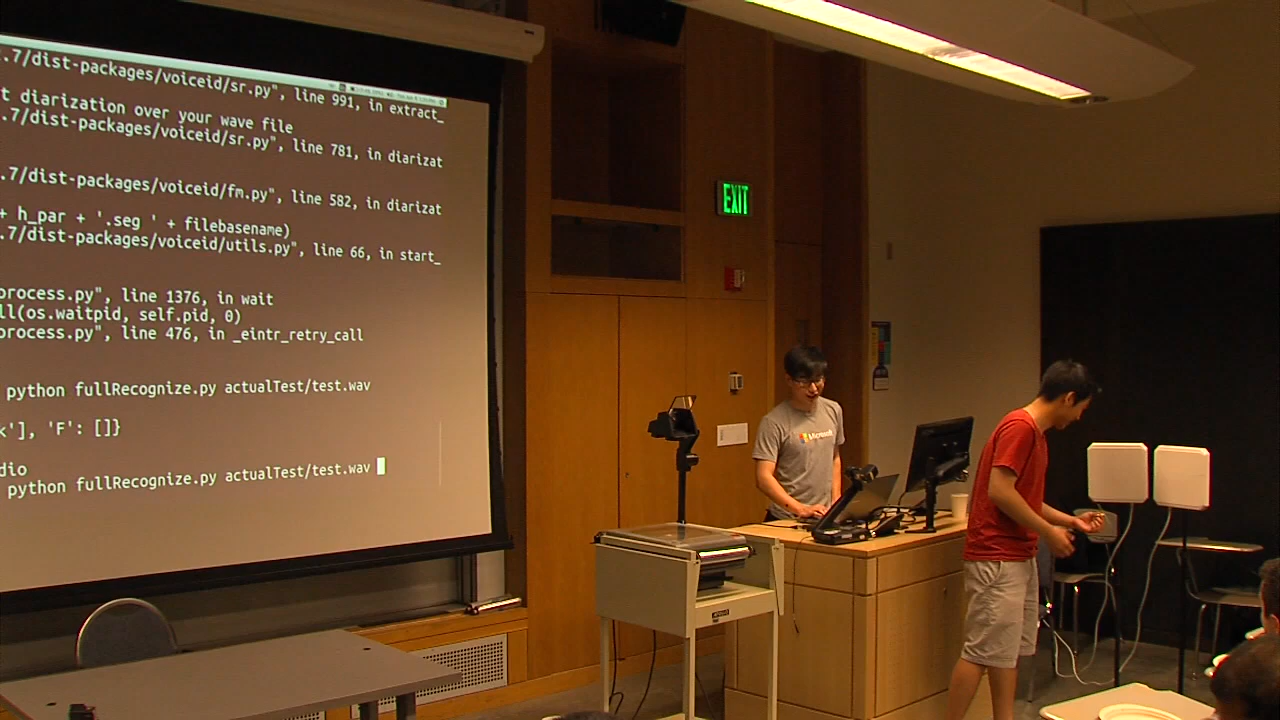 .7/dist-packages/voiceid/sr.py", line 991, in extract_
t diarization over your wave file
.7/dist-packages/voiceid/sr.py", line 781, in diarizat
.7/dist-packages/voiceid/fm.py", line 582, in diarizat
+ h_par + '.seg ' + filebasename)
.7/dist-packages/voiceid/utils.py", line 66, in start_
process.py", line 1376, in wait
ll(os.waitpid, self.pid, 0)
process.py", line 476, in _eintr_retry_call
python fullRecognize.py actualTest/test.wav
k'], 'F': []}
dio
python fullRecognize.py actualTest/test.wav
EXIT
Microsoft